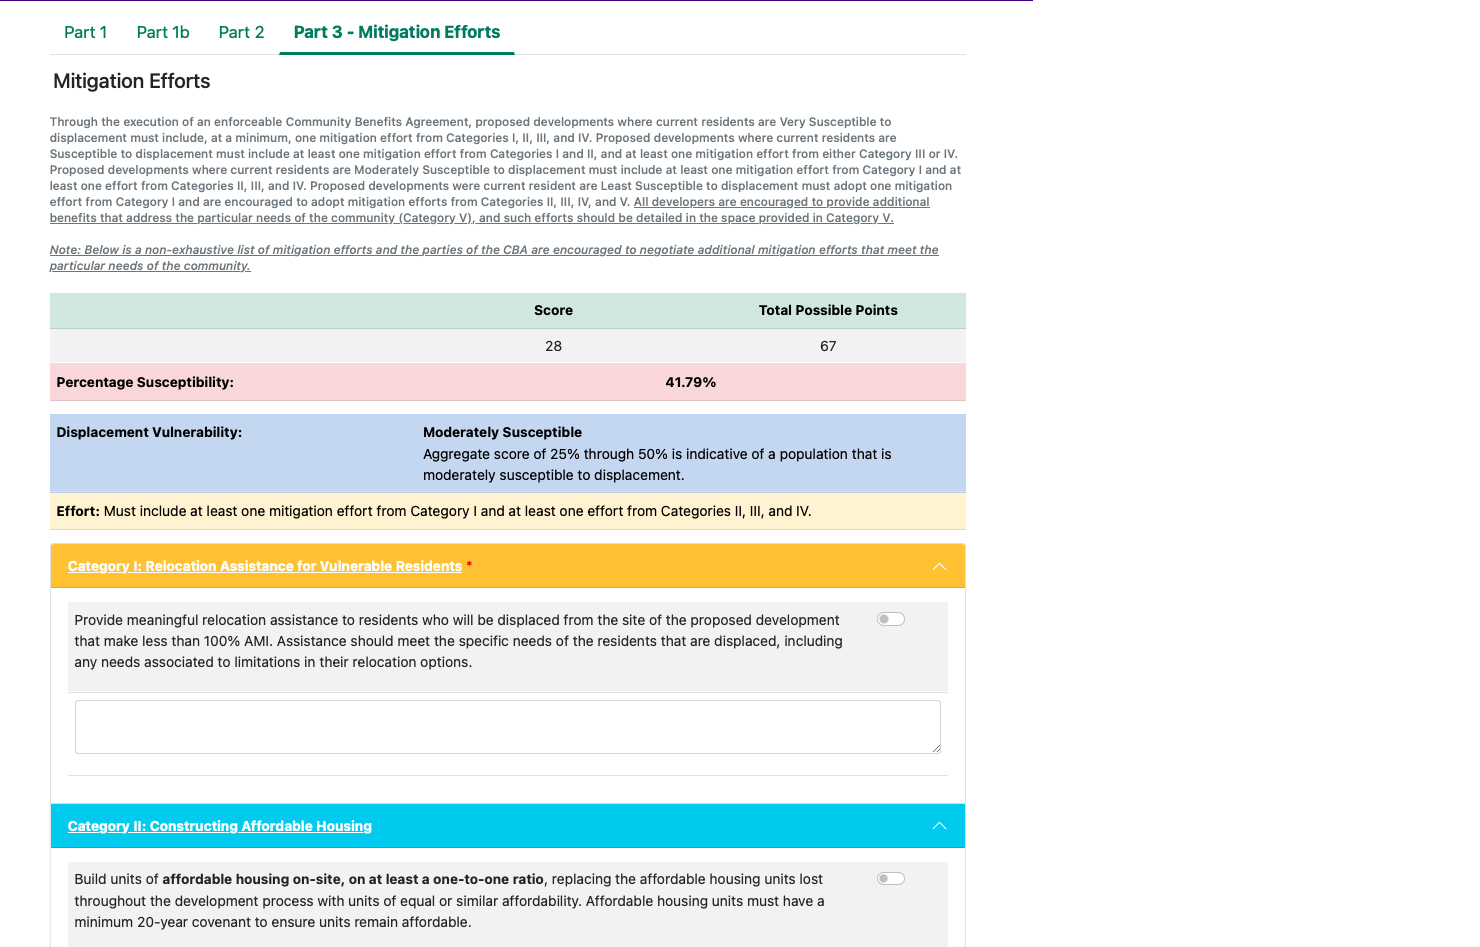 Part 1 Part 1b Part 2 Part 3 - Mitigation Efforts
Mitigation Efforts
Through the execution of an enforceable Community Benefits Agreement, proposed developments where current residents are Very Susceptible to
displacement must include, at a minimum, one mitigation effort from Categories I, II, III, and IV. Proposed developments where current residents are
Susceptible to displacement must include at least one mitigation effort from Categories I and II, and at least one mitigation effort from either Category III or IV.
Proposed developments where current residents are Moderately Susceptible to displacement must include at least one mitigation effort from Category I and at
least one effort from Categories II, III, and IV. Proposed developments were current resident are Least Susceptible to displacement must adopt one mitigation
effort from Category I and are encouraged to adopt mitigation efforts from Categories II, III, IV, and V. All developers are encouraged to provide additional
benefits that address the particular needs of the community (Category V), and such efforts should be detailed in the space provided in Category V.
Note: Below is a non-exhaustive list of mitigation efforts and the parties of the CBA are encouraged to negotiate additional mitigation efforts that meet the
particular needs of the community.
Score Total Possible Points
28 67
Percentage Susceptibility: 41.79%
Displacement Vulnerability: Moderately Susceptible
Aggregate score of 25% through 50% is indicative of a population that is
moderately susceptible to displacement.
Effort: Must include at least one mitigation effort from Category I and at least one effort from Categories II, III, and IV.
Category I: Relocation Assistance for Vulnerable Residents *
Provide meaningful relocation assistance to residents who will be displaced from the site of the proposed development
that make less than 100% AMI. Assistance should meet the specific needs of the residents that are displaced, including
any needs associated to limitations in their relocation options.
Category II: Constructing Affordable Housing
Build units of affordable housing on-site, on at least a one-to-one ratio, replacing the affordable housing units lost
throughout the development process with units of equal or similar affordability. Affordable housing units must have a
minimum 20-year covenant to ensure units remain affordable.